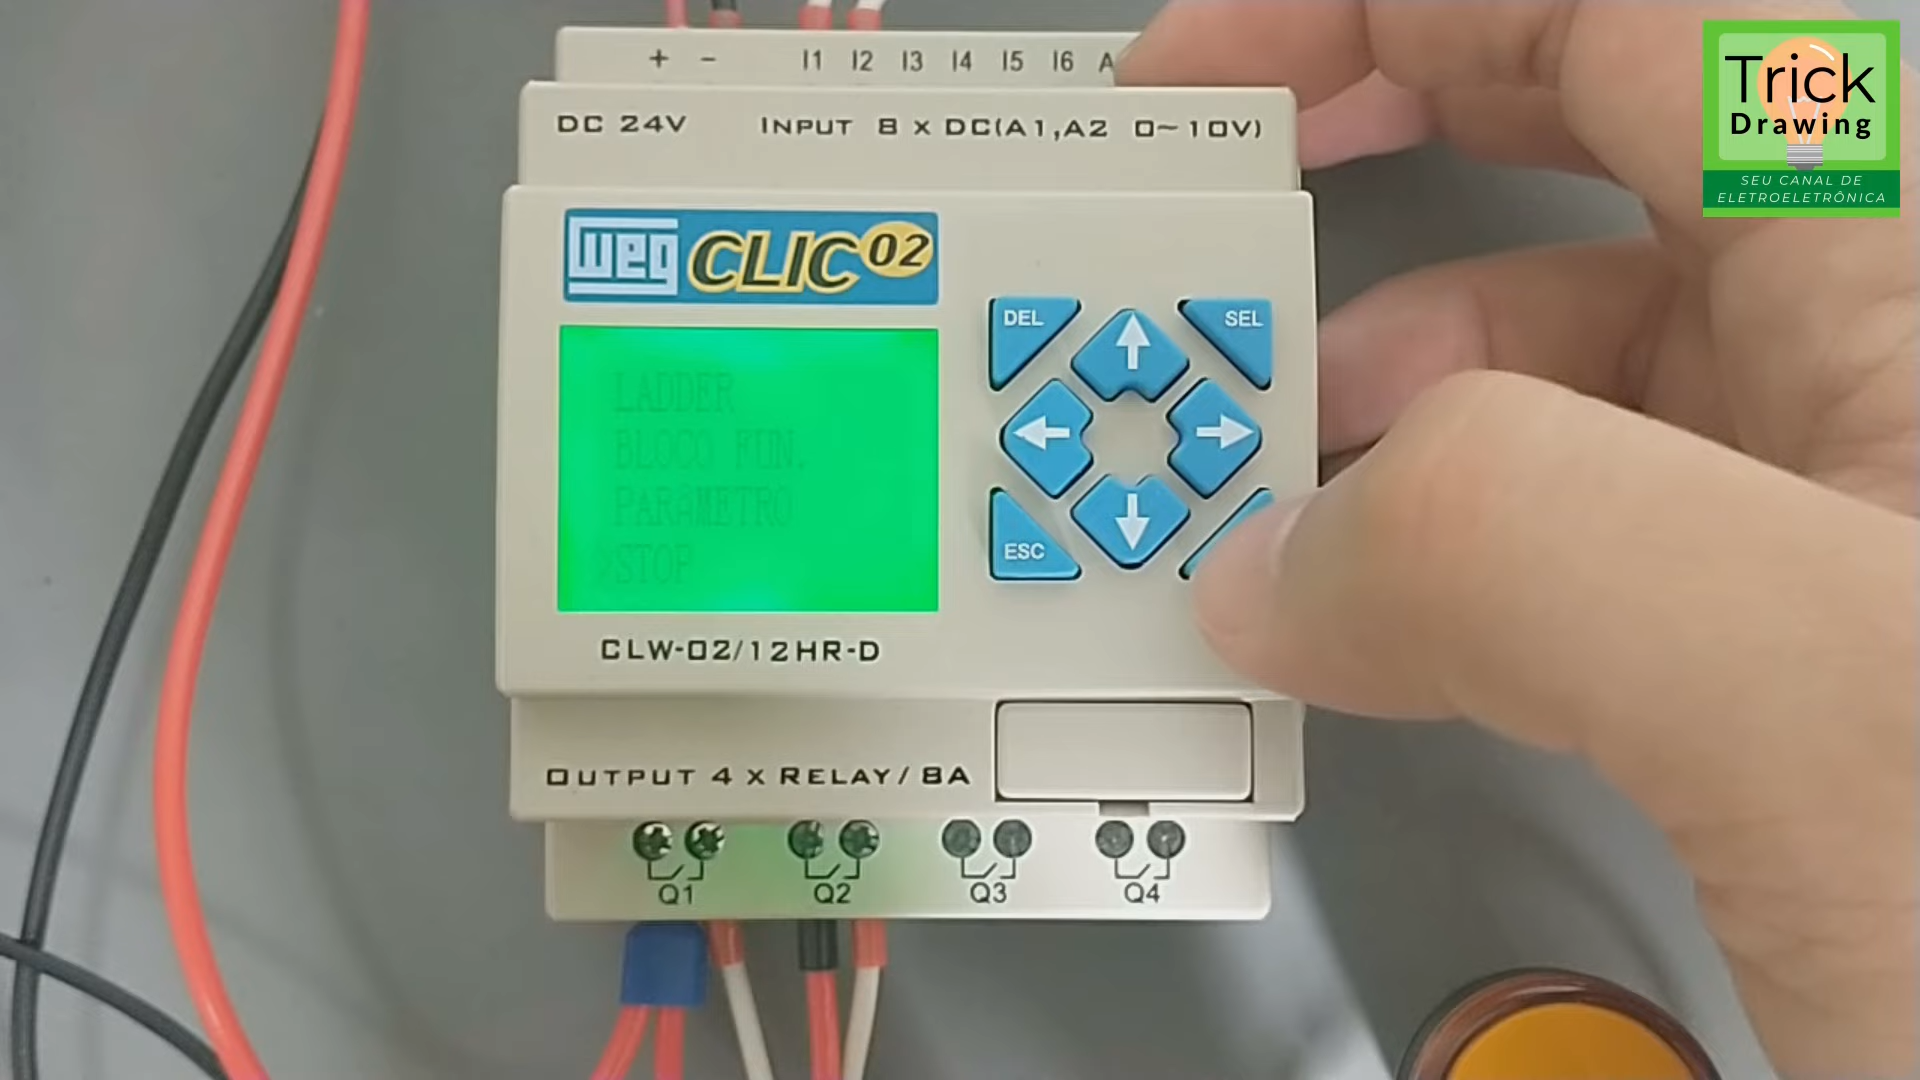 + - I1 I2 I3 I4 I5 I6 A
DC 24V INPUT 8 x DC(A1,A2 0~10V)
weg CLIC 02
DEL
SEL
ESC
LADDER
BLOCO FUN.
PARÂMETRO
>STOP
CLW-02/12HR-D
OUTPUT 4 x RELAY/8A
Q1 Q2 Q3 Q4
Trick
Drawing
SEU CANAL DE
ELETROELETRÔNICA